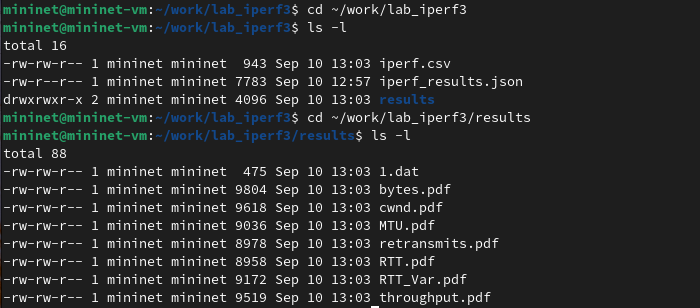 mininet@mininet-vm:~/work/lab_iperf3$ cd ~/work/lab_iperf3
mininet@mininet-vm:~/work/lab_iperf3$ ls -l
total 16
-rw-rw-r-- 1 mininet mininet  943 Sep 10 13:03 iperf.csv
-rw-r--r-- 1 mininet mininet 7783 Sep 10 12:57 iperf_results.json
drwxrwxr-x 2 mininet mininet 4096 Sep 10 13:03 results
mininet@mininet-vm:~/work/lab_iperf3$ cd ~/work/lab_iperf3/results
mininet@mininet-vm:~/work/lab_iperf3/results$ ls -l
total 88
-rw-rw-r-- 1 mininet mininet  475 Sep 10 13:03 1.dat
-rw-rw-r-- 1 mininet mininet 9804 Sep 10 13:03 bytes.pdf
-rw-rw-r-- 1 mininet mininet 9618 Sep 10 13:03 cwnd.pdf
-rw-rw-r-- 1 mininet mininet 9036 Sep 10 13:03 MTU.pdf
-rw-rw-r-- 1 mininet mininet 8978 Sep 10 13:03 retransmits.pdf
-rw-rw-r-- 1 mininet mininet 8958 Sep 10 13:03 RTT.pdf
-rw-rw-r-- 1 mininet mininet 9172 Sep 10 13:03 RTT_Var.pdf
-rw-rw-r-- 1 mininet mininet 9519 Sep 10 13:03 throughput.pdf